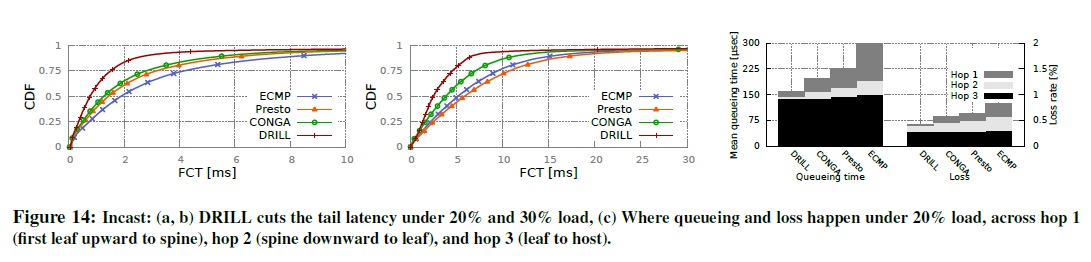 1
0.75
0.5
0.25
0
CDF
ECMP
Presto
CONGA
DRILL
0 2 4 6 8 10
FCT [ms]
1
0.75
0.5
0.25
0
CDF
ECMP
Presto
CONGA
DRILL
0 5 10 15 20 25 30
FCT [ms]
300
225
150
75
0
Mean queueing time [µsec]
Hop 1
Hop 2
Hop 3
2
1.5
1
0.5
0
Loss rate [%]
DRILL CONGA Presto ECMP DRILL CONGA Presto ECMP
Queueing time Loss
Figure 14: Incast: (a, b) DRILL cuts the tail latency under 20% and 30% load, (c) Where queueing and loss happen under 20% load, across hop 1
(first leaf upward to spine), hop 2 (spine downward to leaf), and hop 3 (leaf to host).